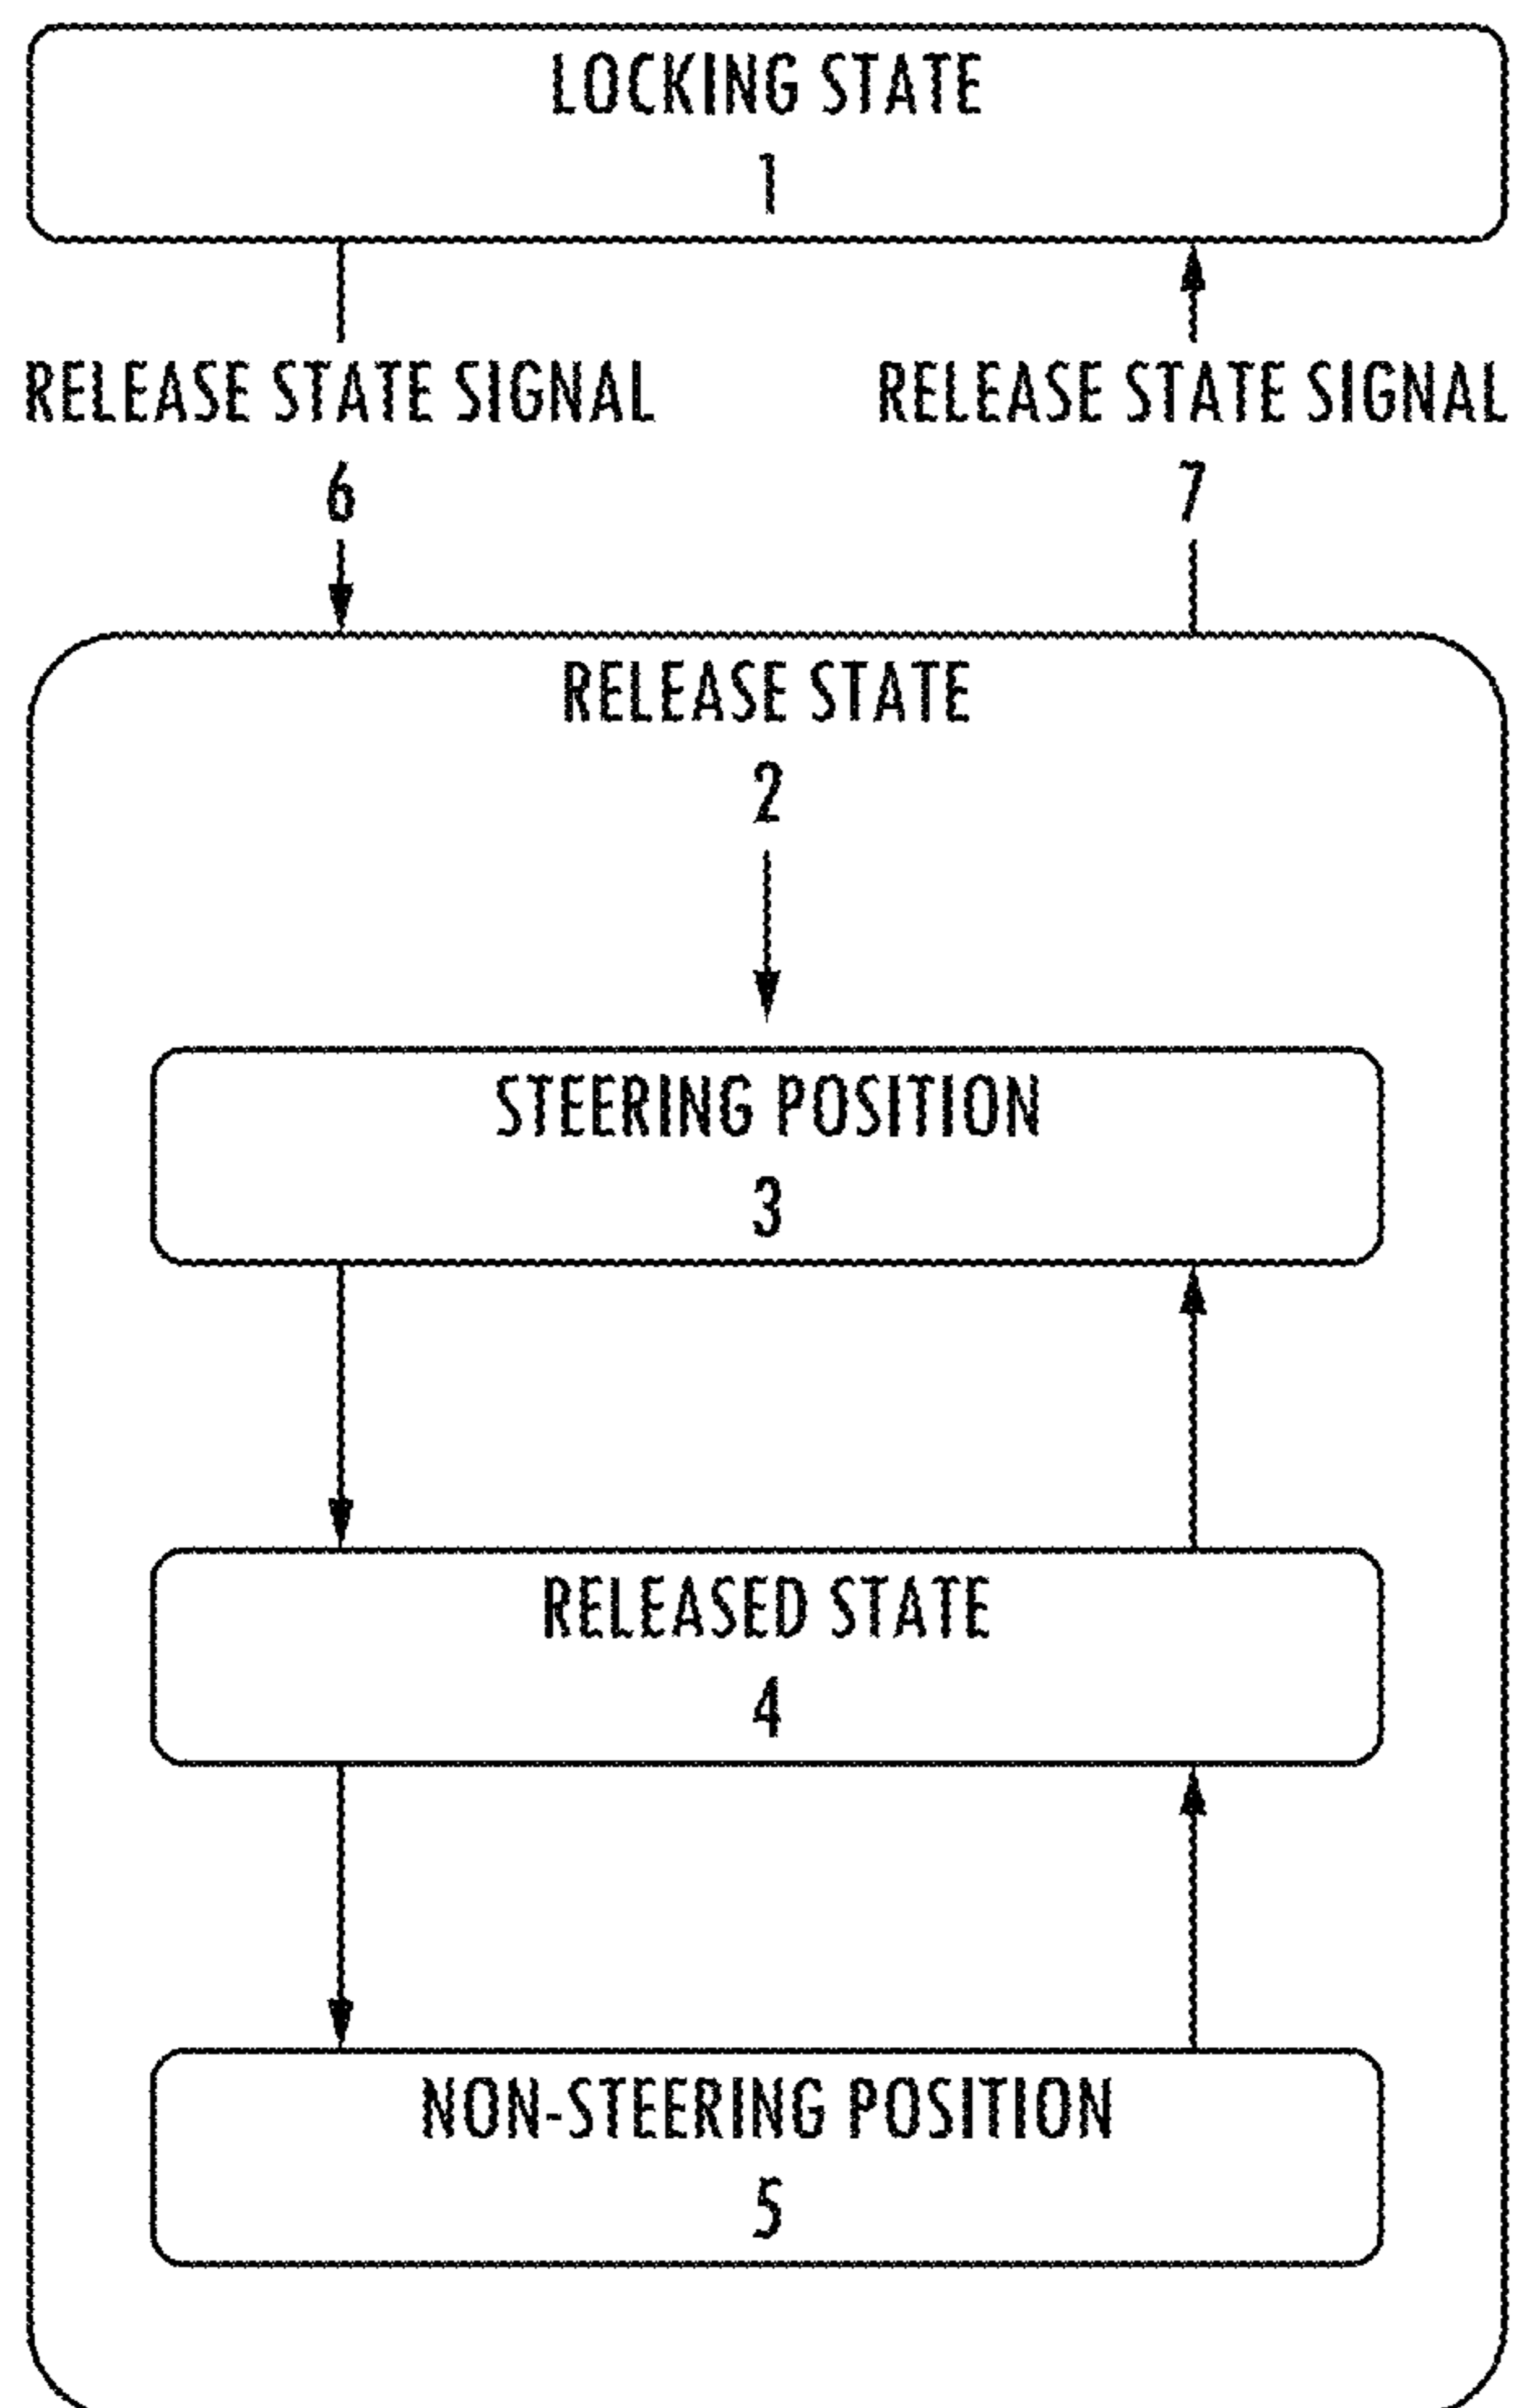 LOCKING STATE
1
RELEASE STATE SIGNAL
6
RELEASE STATE SIGNAL
7
RELEASE STATE
2
STEERING POSITION
3
RELEASED STATE
4
NON-STEERING POSITION
5